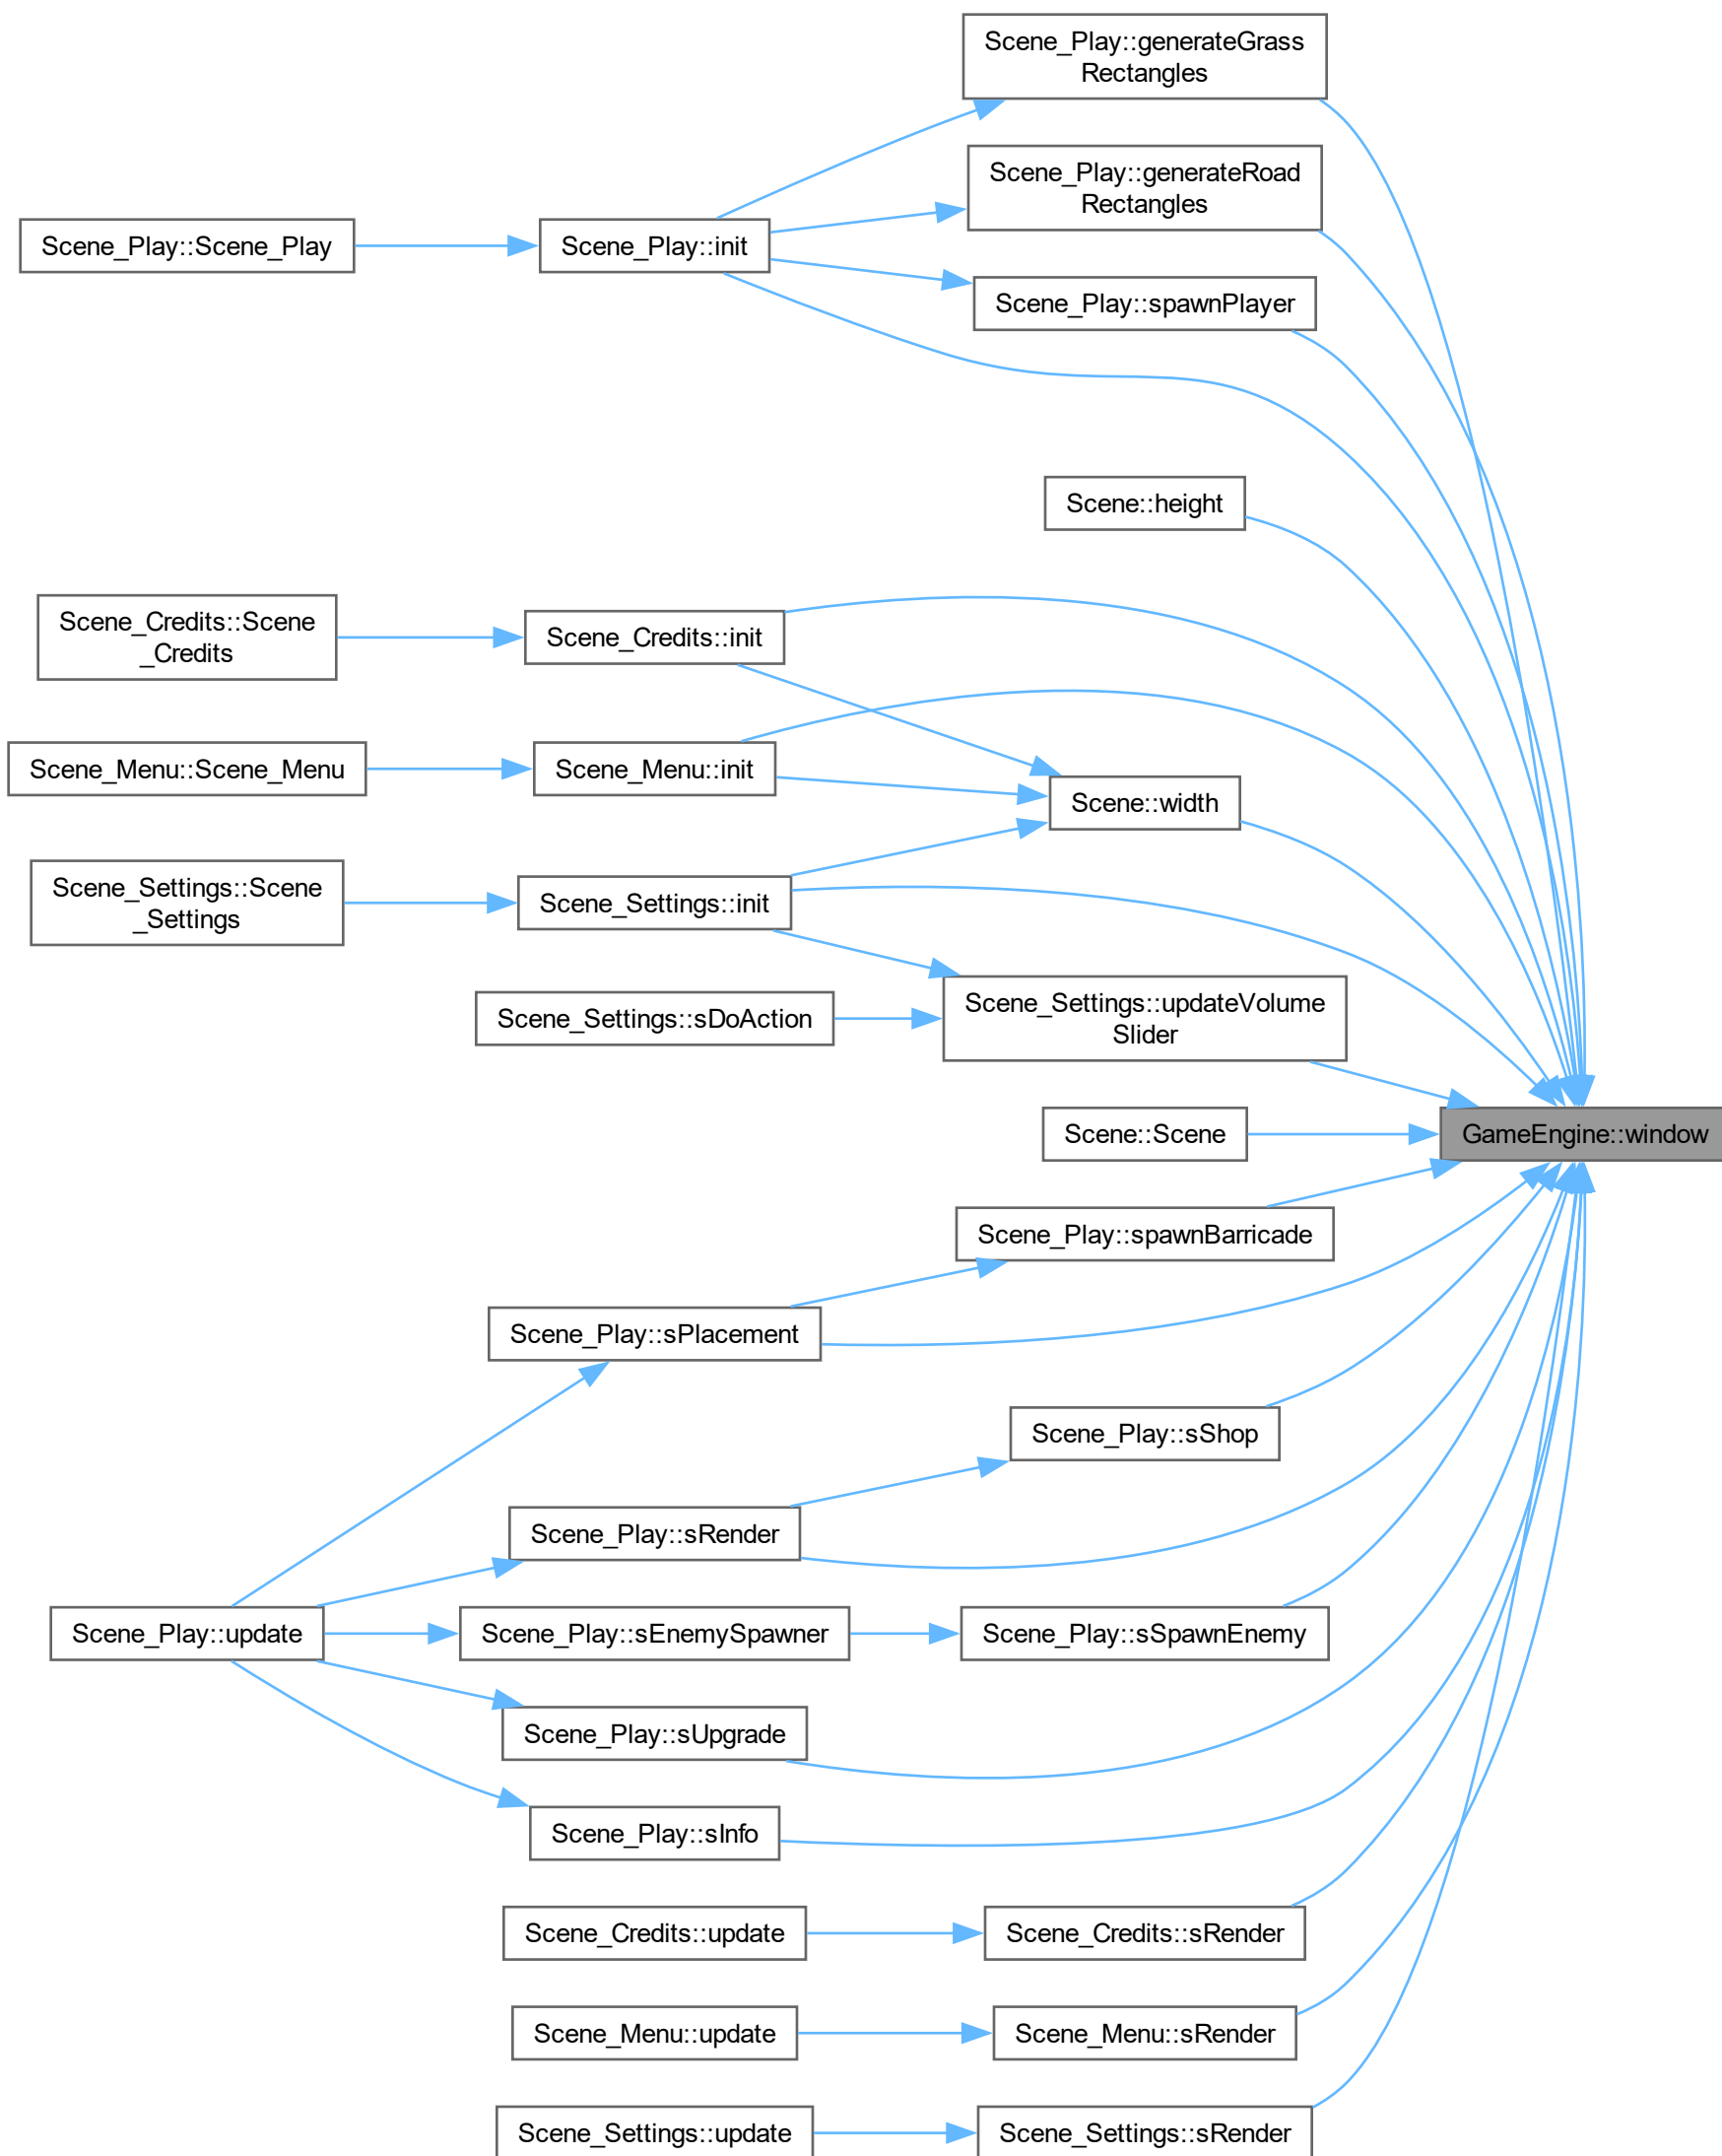 Scene_Play::generateGrass
Rectangles
Scene_Play::generateRoad
Rectangles
Scene_Play::Scene_Play
Scene_Play::init
Scene_Play::spawnPlayer
Scene::height
Scene_Credits::Scene
_Credits
Scene_Credits::init
Scene_Menu::Scene_Menu
Scene_Menu::init
Scene::width
Scene_Settings::Scene
_Settings
Scene_Settings::init
Scene_Settings::sDoAction
Scene_Settings::updateVolume
Slider
Scene::Scene
GameEngine::window
Scene_Play::spawnBarricade
Scene_Play::sPlacement
Scene_Play::sShop
Scene_Play::sRender
Scene_Play::update
Scene_Play::sEnemySpawner
Scene_Play::sSpawnEnemy
Scene_Play::sUpgrade
Scene_Play::sInfo
Scene_Credits::update
Scene_Credits::sRender
Scene_Menu::update
Scene_Menu::sRender
Scene_Settings::update
Scene_Settings::sRender